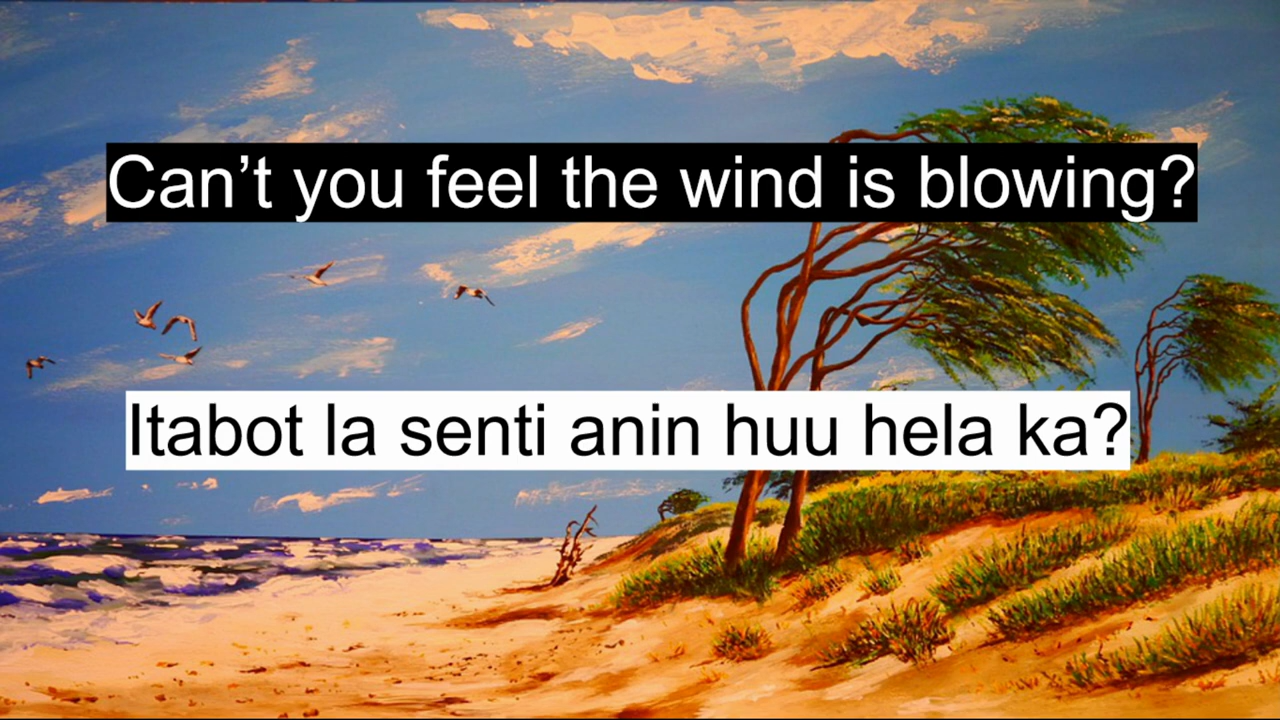 Can’t you feel the wind is blowing?
Itabot la senti anin huu hela ka?